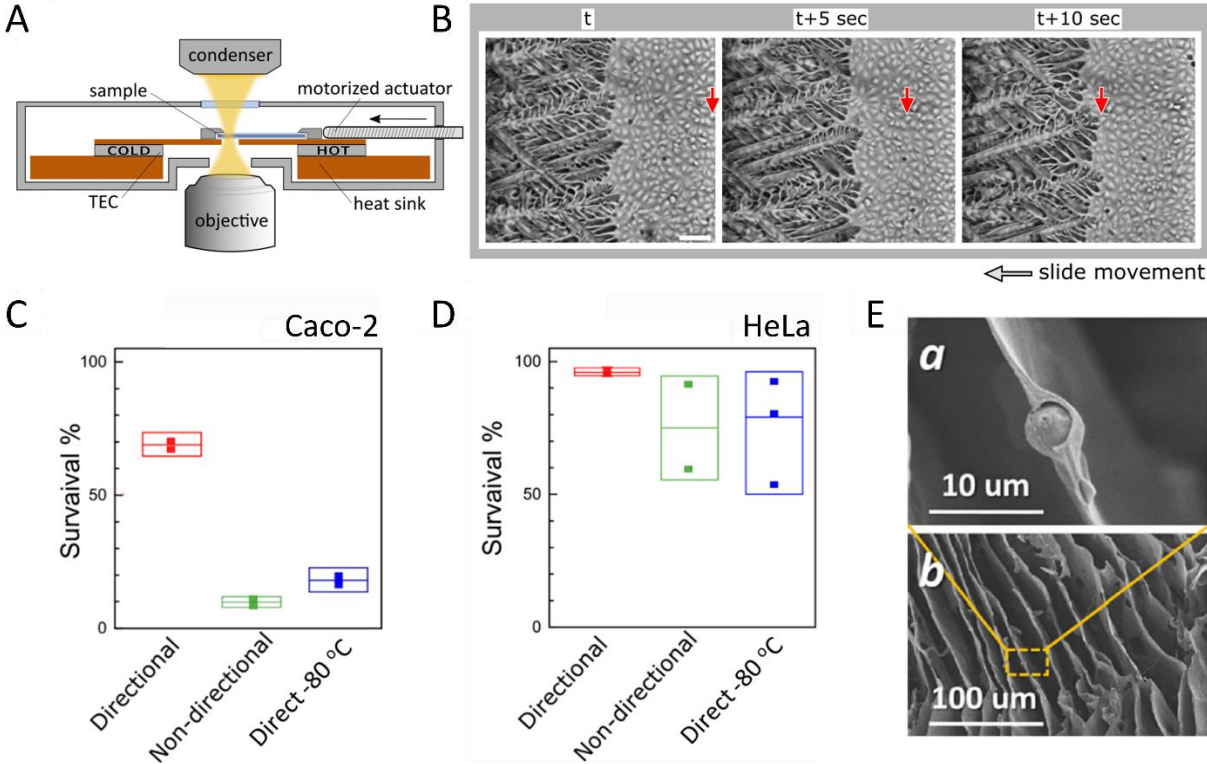 A
condenser
sample
motorized actuator
COLD
HOT
TEC
objective
heat sink
B
t
t+5 sec
t+10 sec
slide movement
C
Caco-2
Survaival %
100
50
0
Directional
Non-directional
Direct -80 °C
D
HeLa
Survaival %
100
50
0
Directional
Non-directional
Direct -80 °C
E
a
10 um
b
100 um